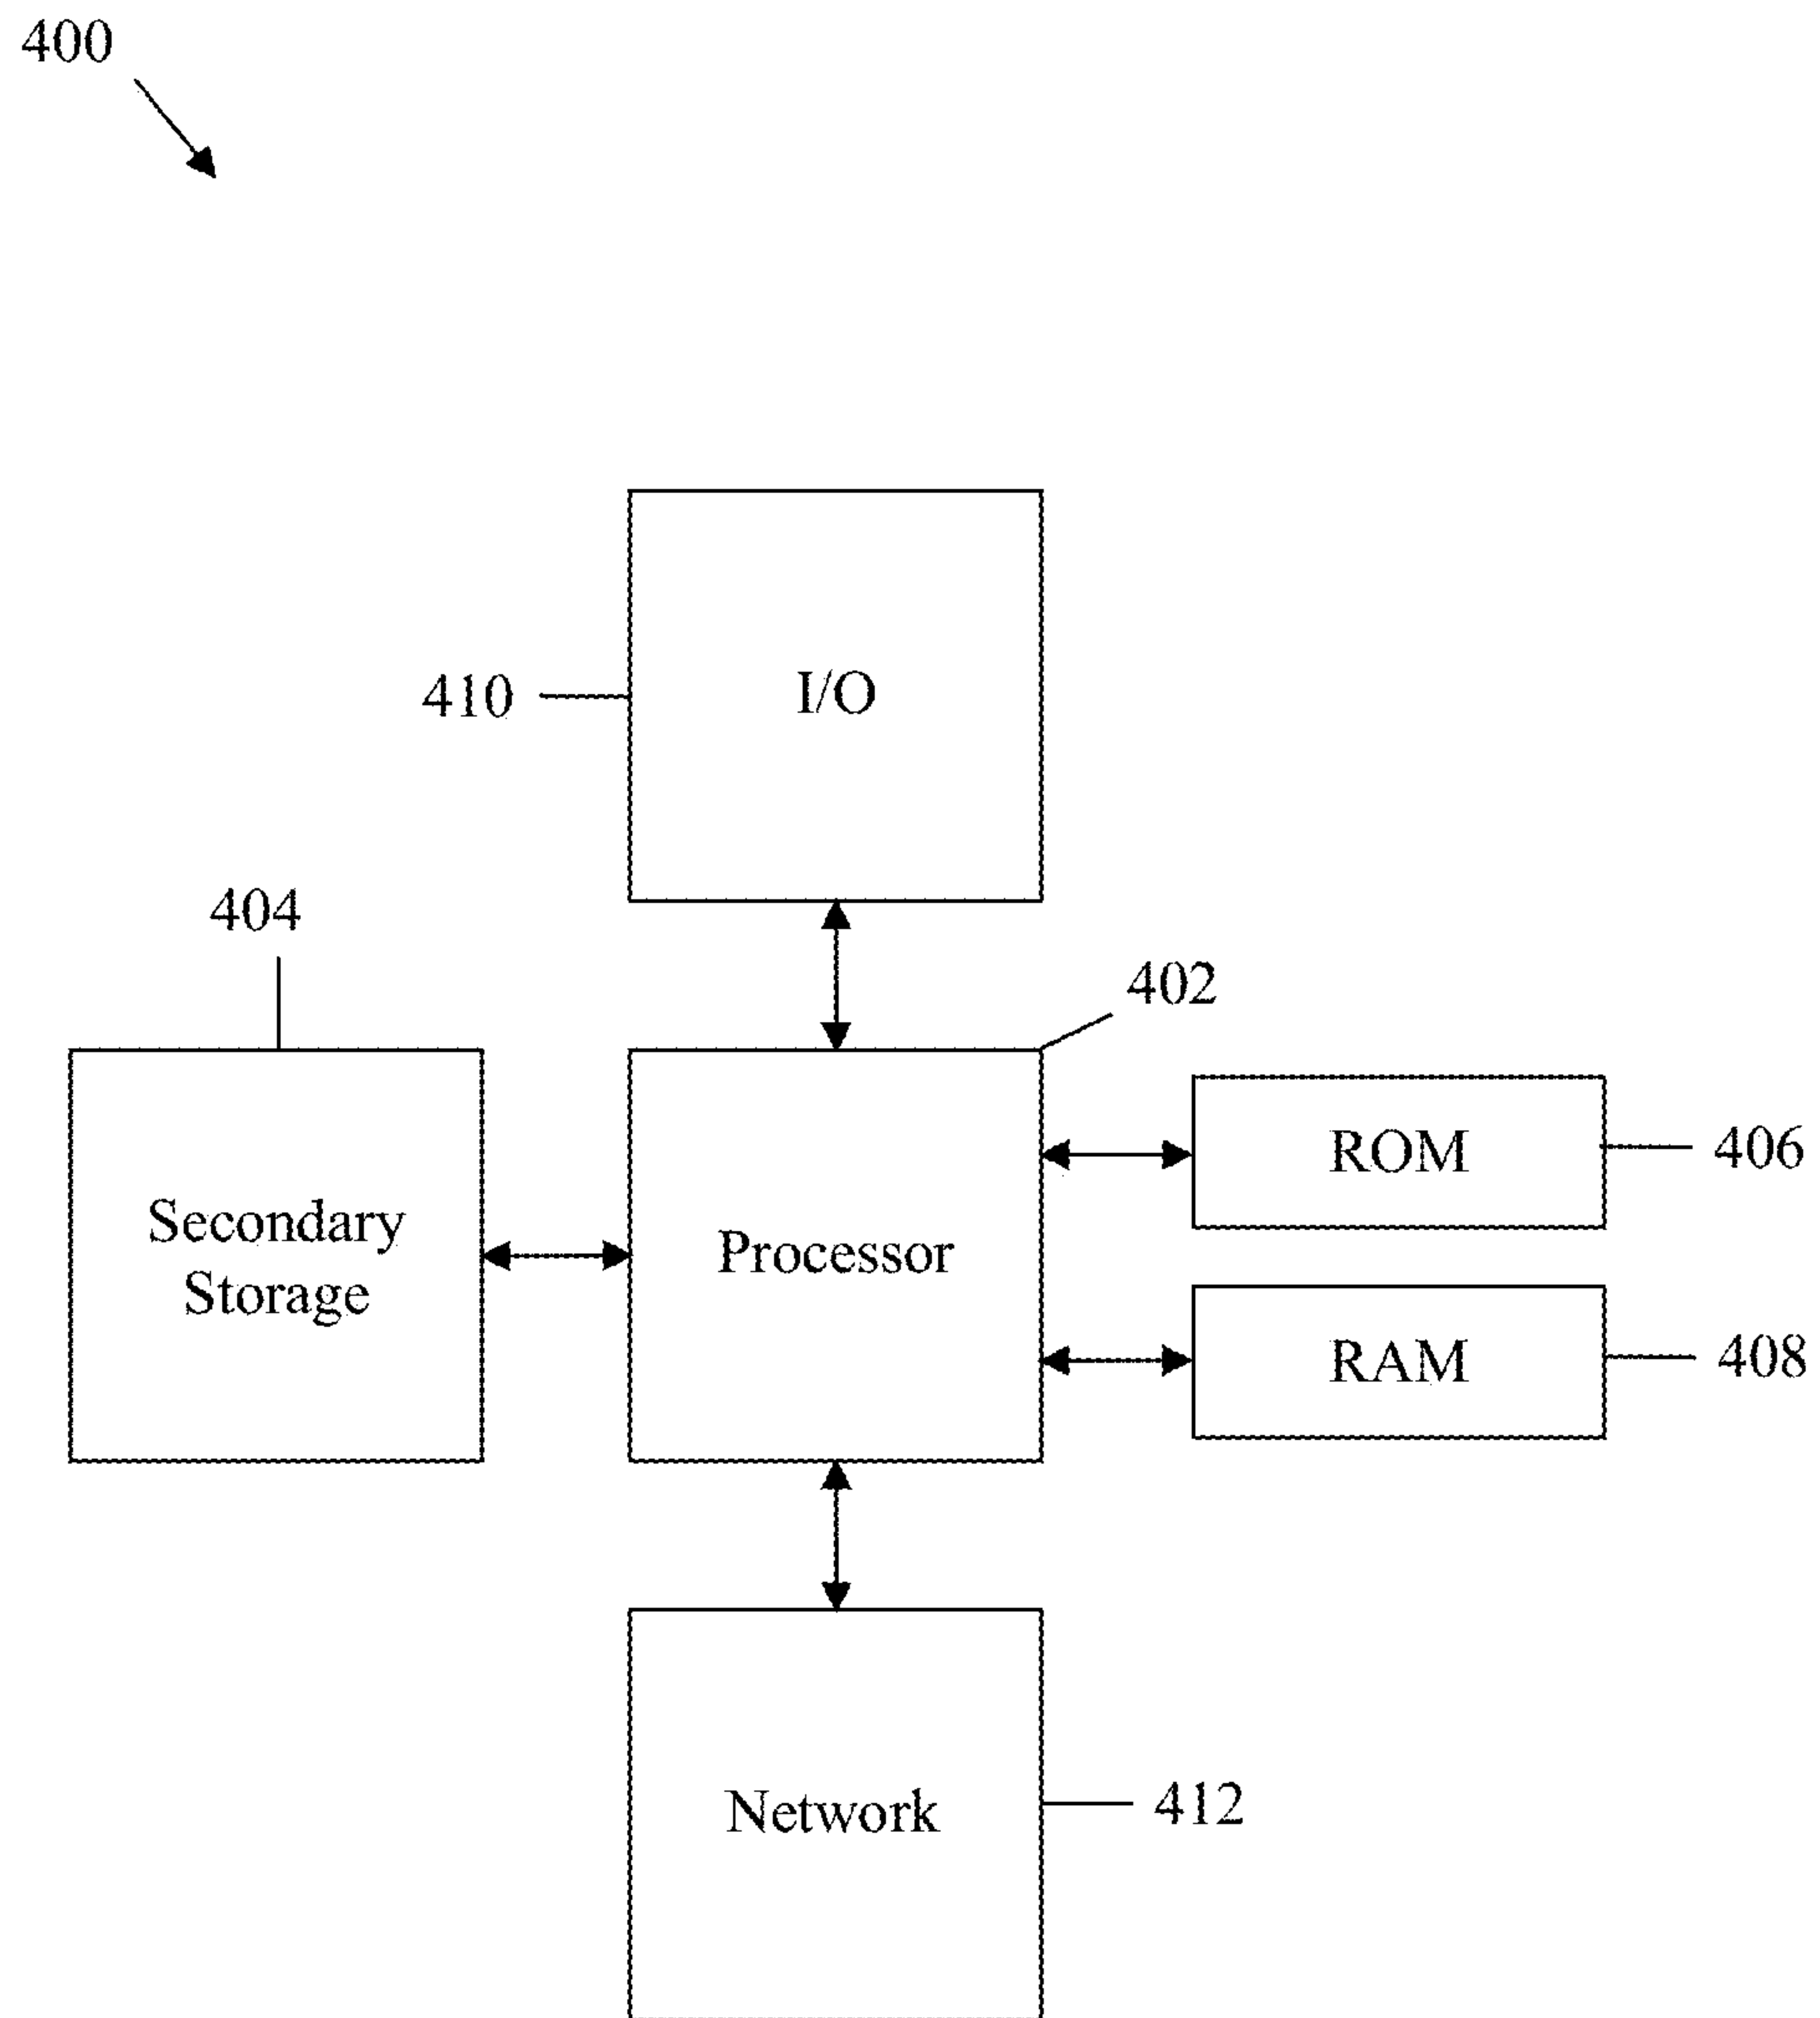 400
I/O
410
404
402
Secondary
Storage
Processor
ROM
406
RAM
408
Network
412